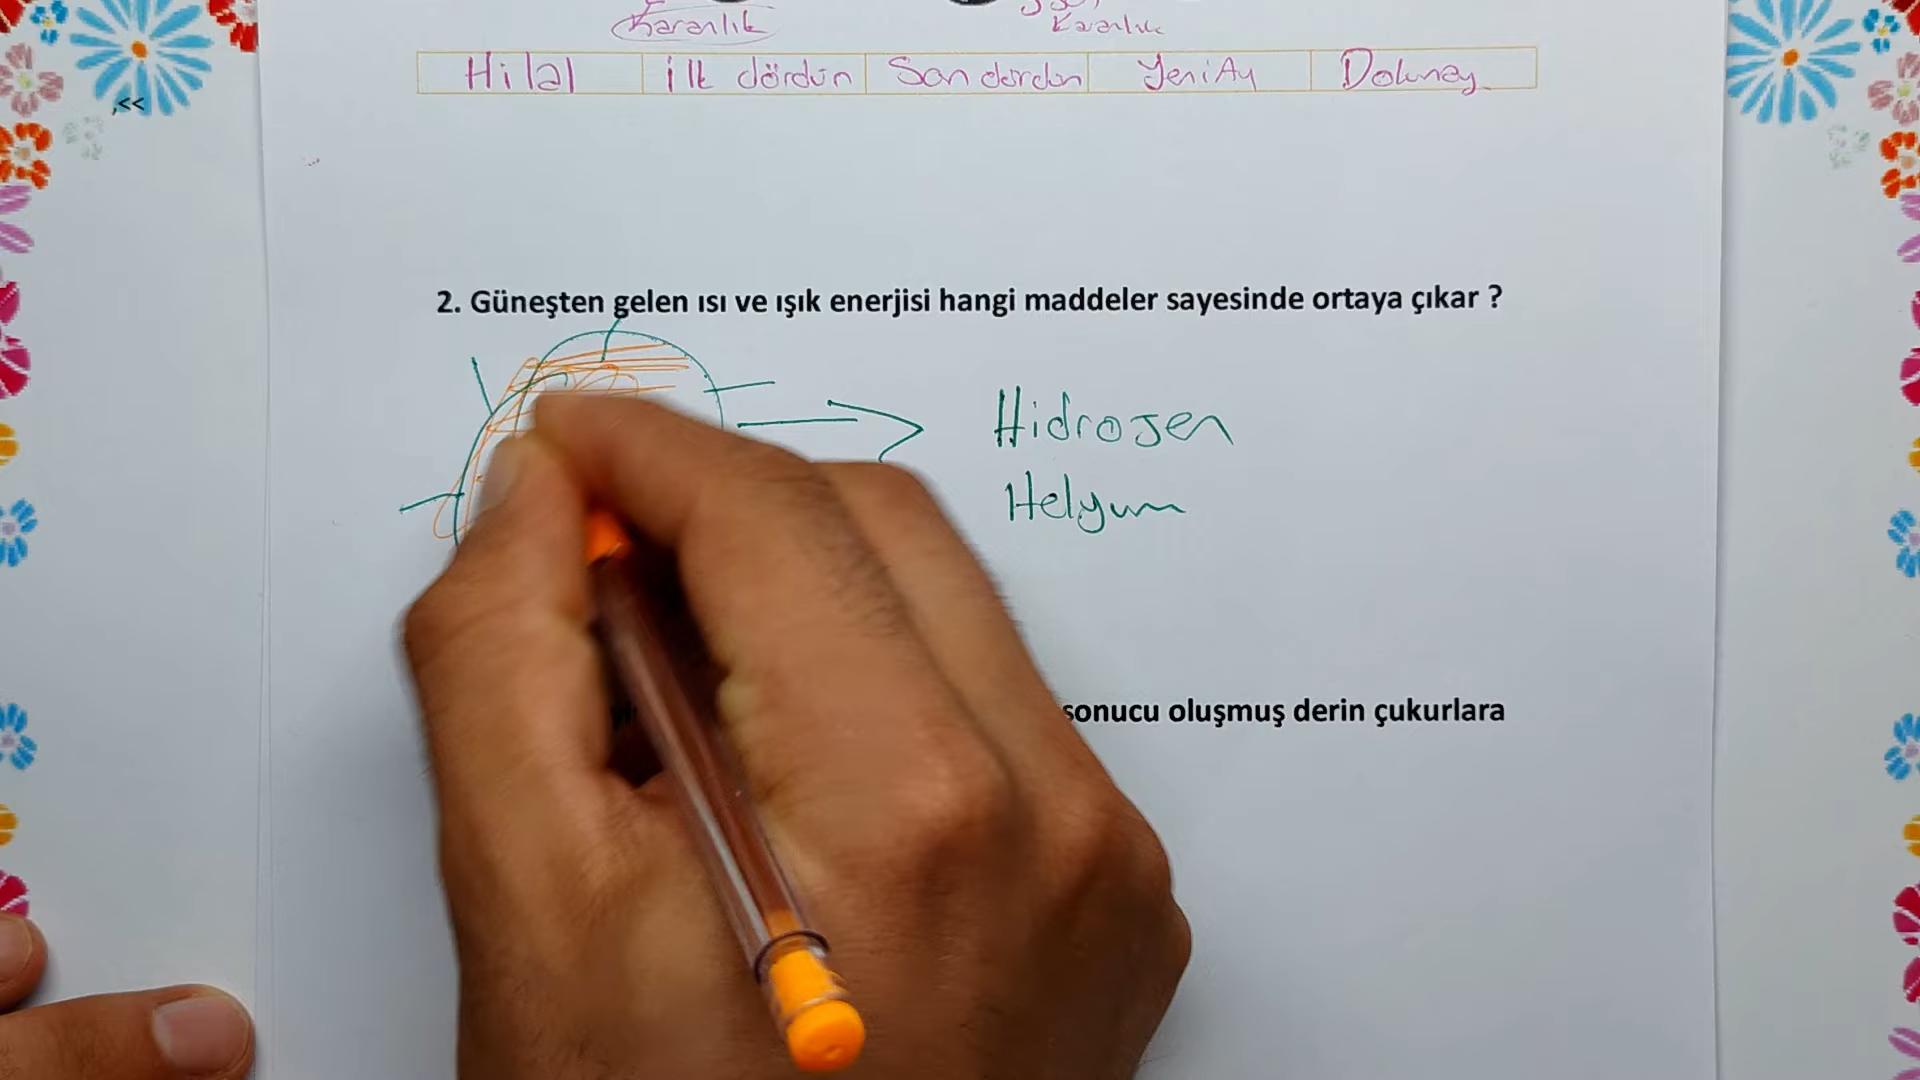 Karanlık
Karanlık
Hilal ilk dördün Son dördün Yeni Ay Dolunay
,<<
2. Güneşten gelen ısı ve ışık enerjisi hangi maddeler sayesinde ortaya çıkar ?
Hidrojen
Helyum
sonucu oluşmuş derin çukurlara